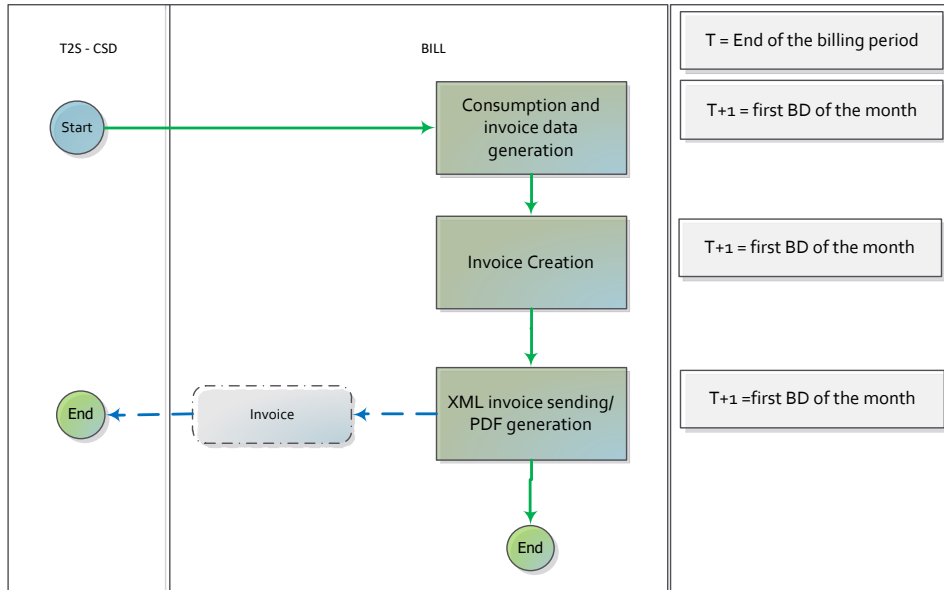 T2S - CSD
BILL
T = End of the billing period
Start
Consumption and
invoice data
generation
T+1 = first BD of the month
Invoice Creation
T+1 = first BD of the month
End
Invoice
XML invoice sending/
PDF generation
T+1 =first BD of the month
End